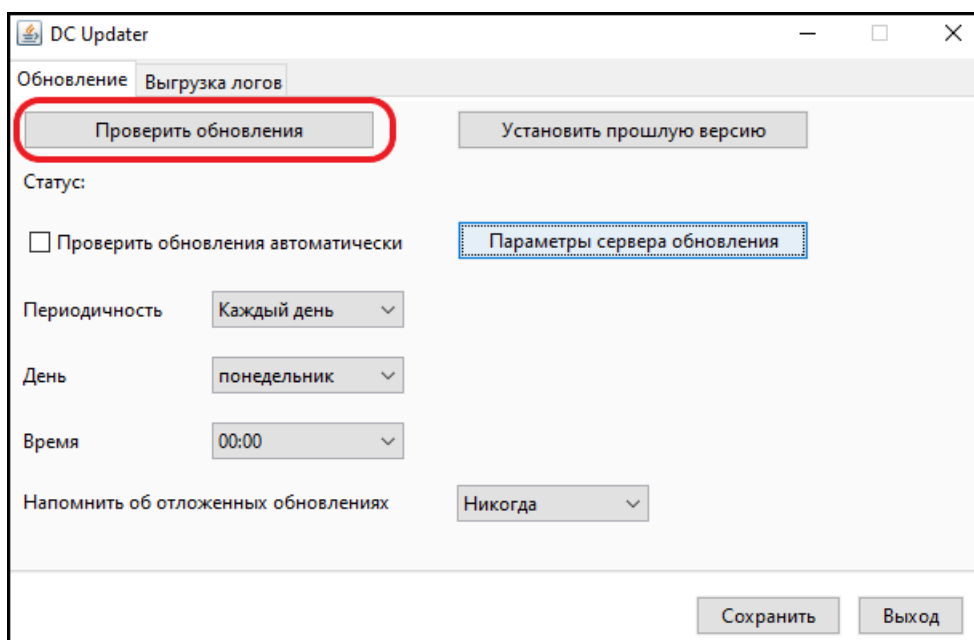 DC Updater
Обновление Выгрузка логов
Проверить обновления Установить прошлую версию
Статус:
Проверить обновления автоматически Параметры сервера обновления
Периодичность Каждый день
День понедельник
Время 00:00
Напомнить об отложенных обновлениях Никогда
Сохранить Выход